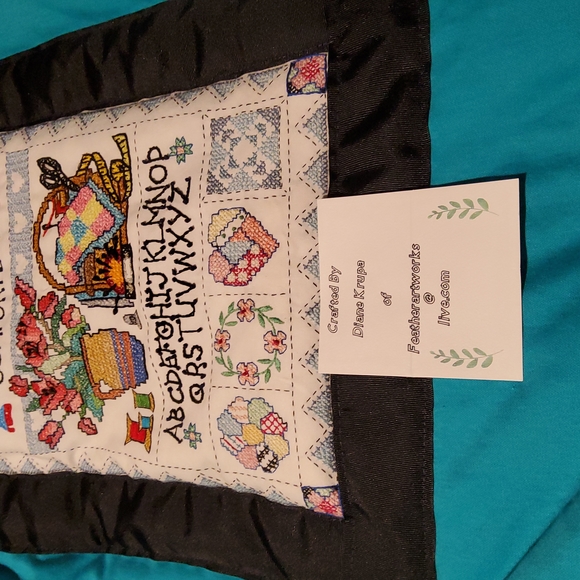 ABCDEFGHIJKLMNOP
QRSTUVWXYZ
Crafted By
Diane Krupa
of
Featherartworks
@
live.com